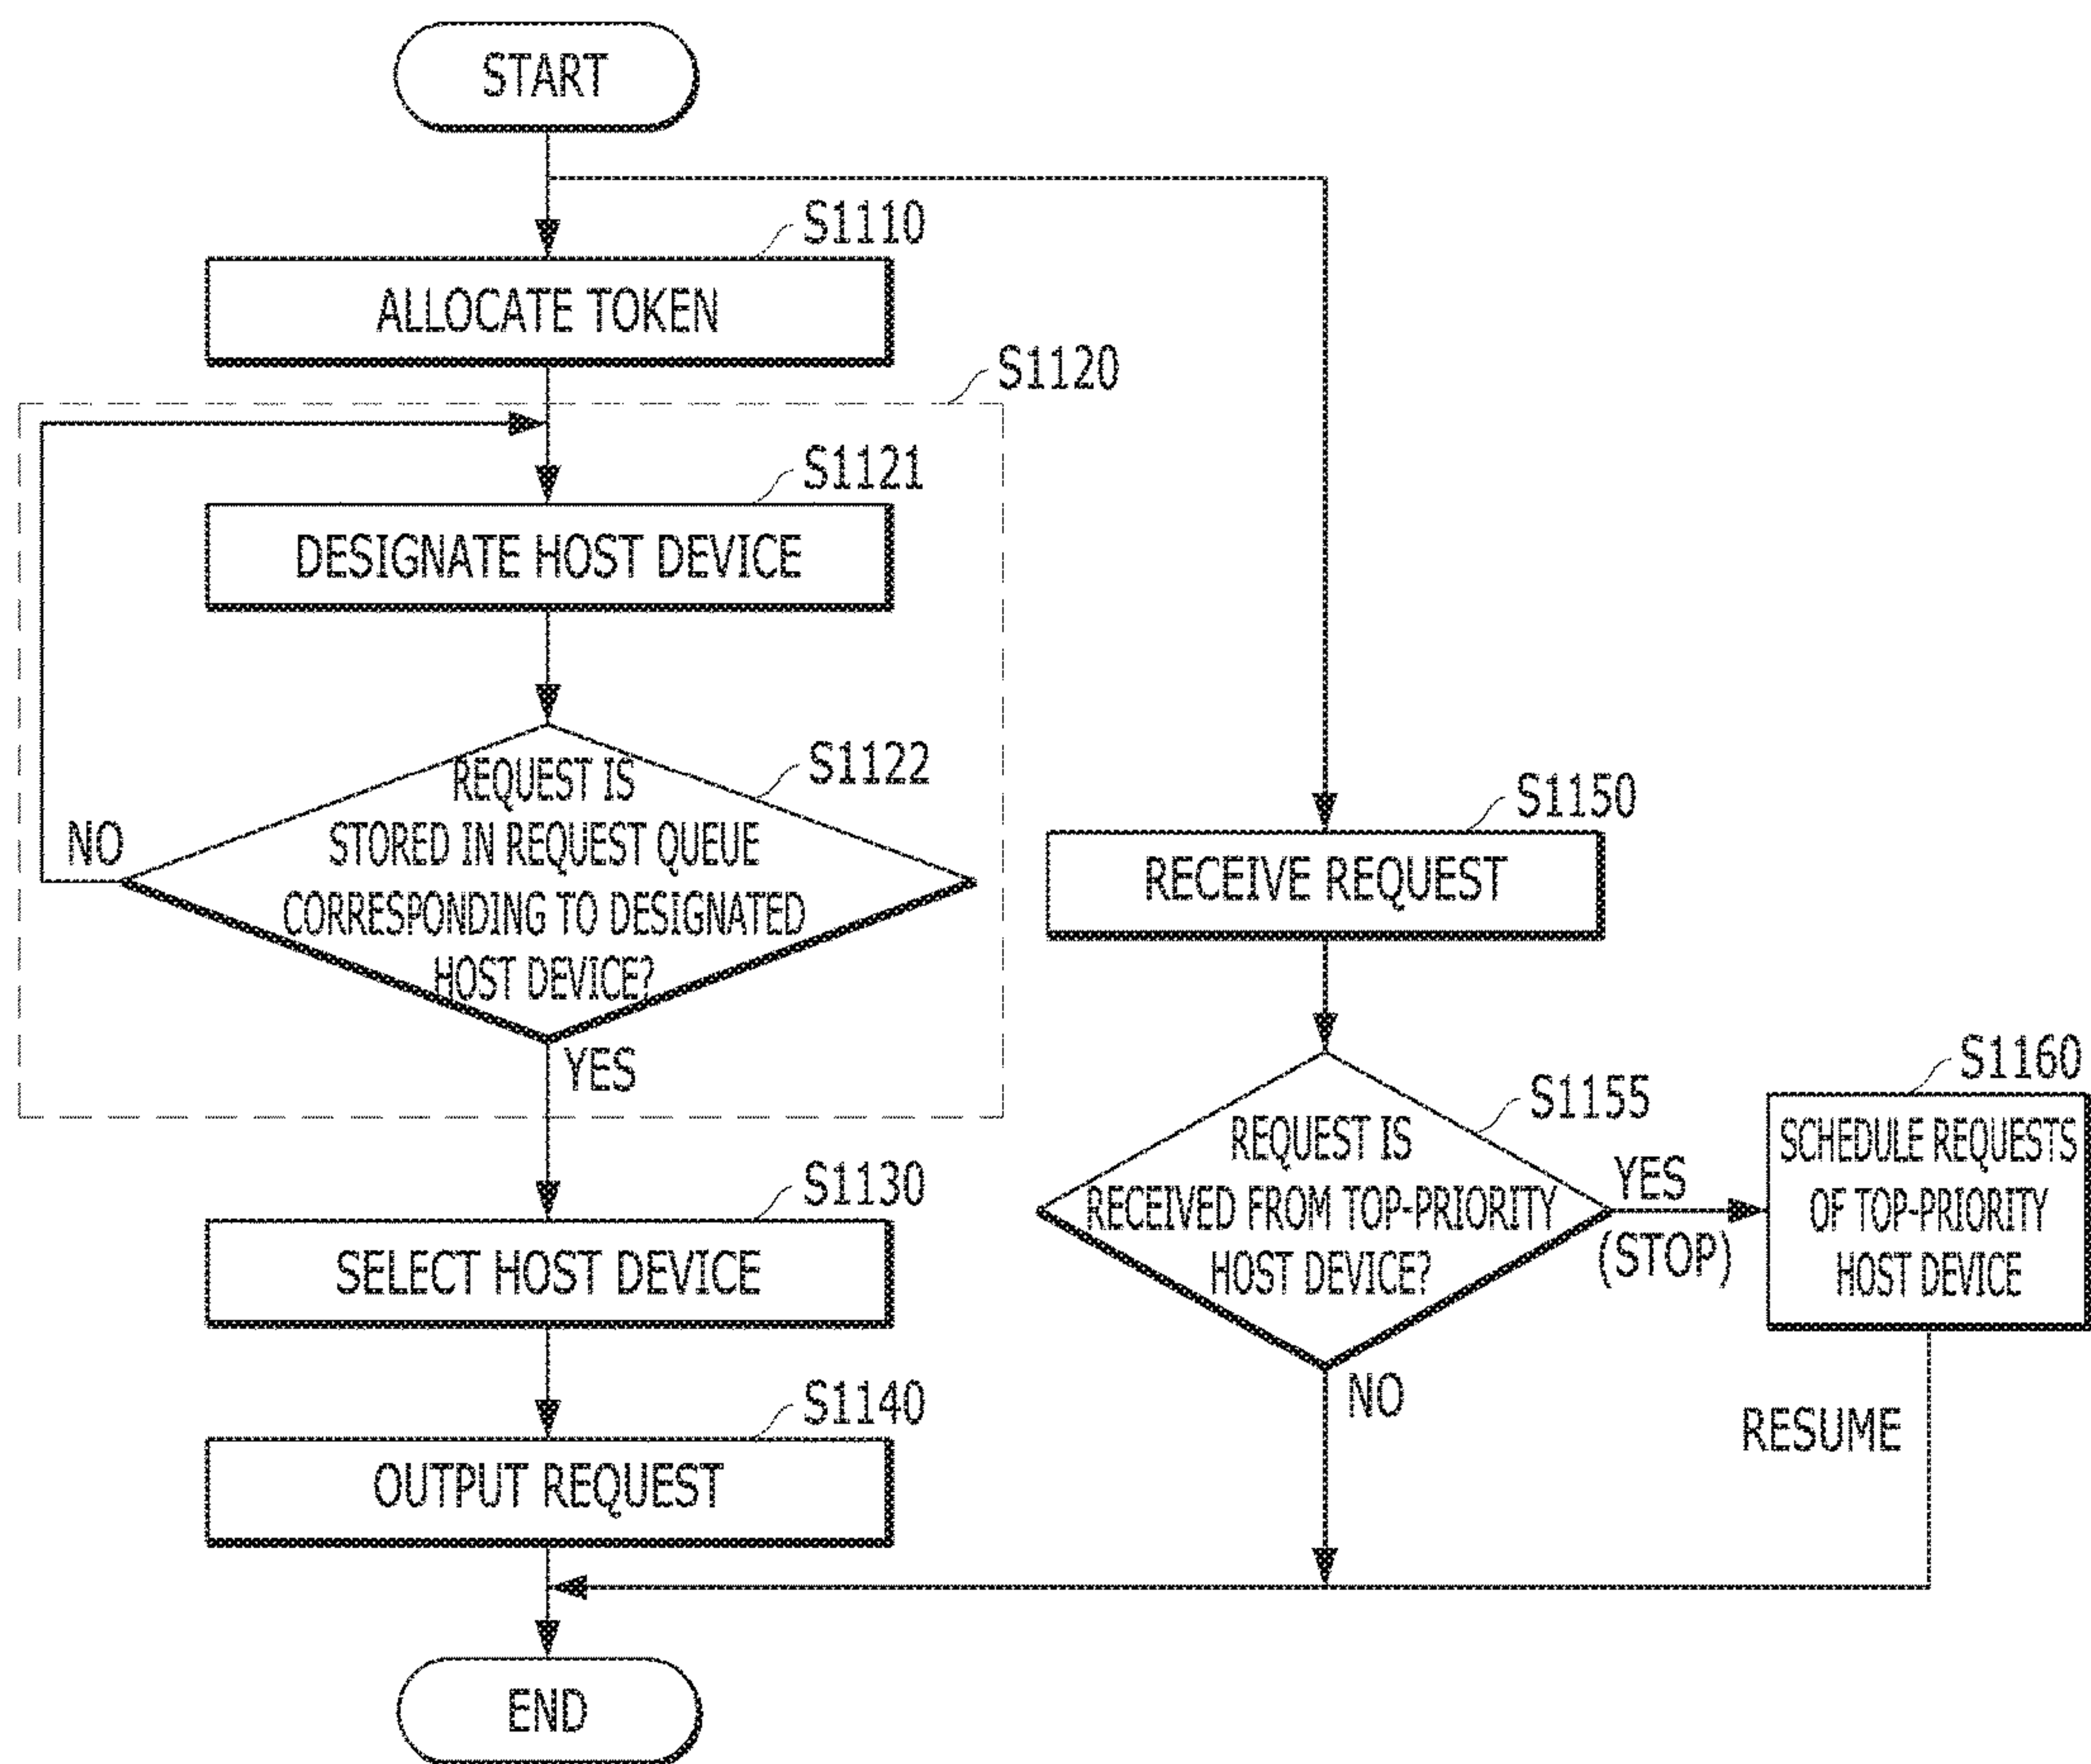 START
S1110
ALLOCATE TOKEN
S1120
S1121
DESIGNATE HOST DEVICE
S1122
REQUEST IS
STORED IN REQUEST QUEUE
CORRESPONDING TO DESIGNATED
HOST DEVICE?
NO
YES
S1130
SELECT HOST DEVICE
S1140
OUTPUT REQUEST
S1150
RECEIVE REQUEST
S1155
REQUEST IS
RECEIVED FROM TOP-PRIORITY
HOST DEVICE?
YES
(STOP)
NO
S1160
SCHEDULE REQUESTS
OF TOP-PRIORITY
HOST DEVICE
RESUME
END